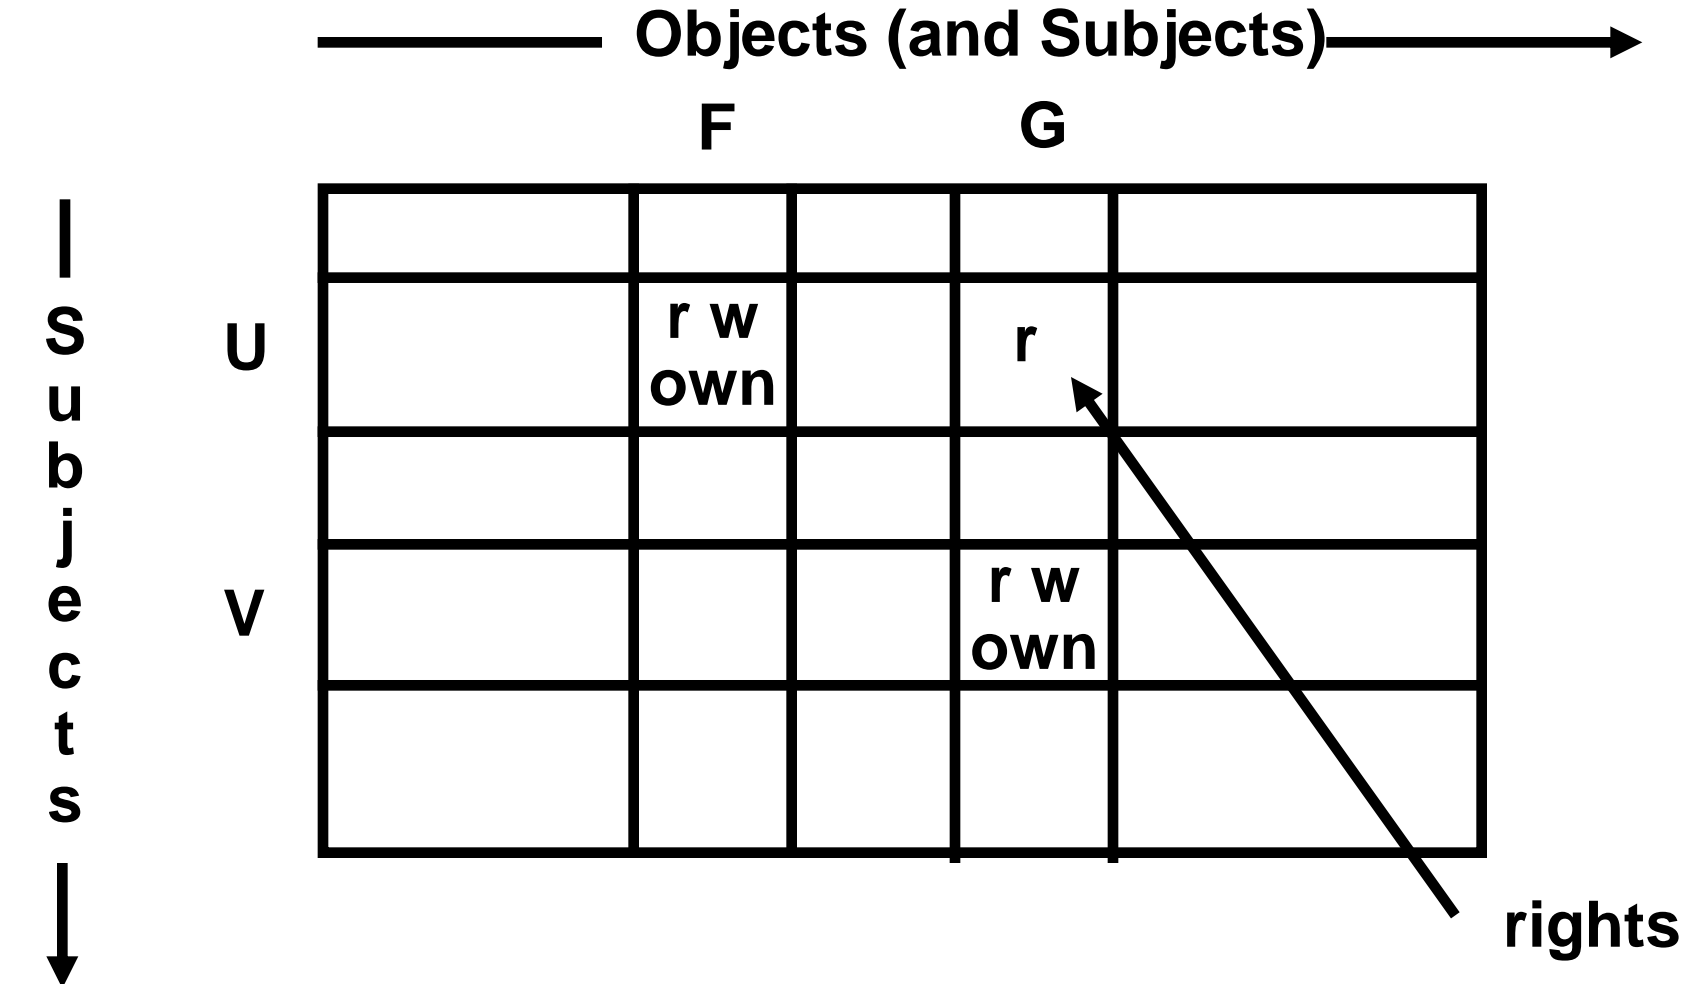 Objects (and Subjects)
F G
Subjects
U
r w
own
r
V
r w
own
rights